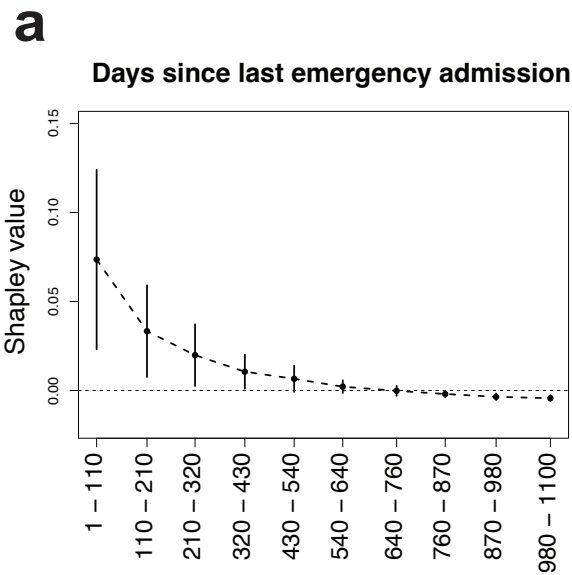 a
Days since last emergency admission
Shapley value
0.15
0.10
0.05
0.00
1 – 110
110 – 210
210 – 320
320 – 430
430 – 540
540 – 640
640 – 760
760 – 870
870 – 980
980 – 1100